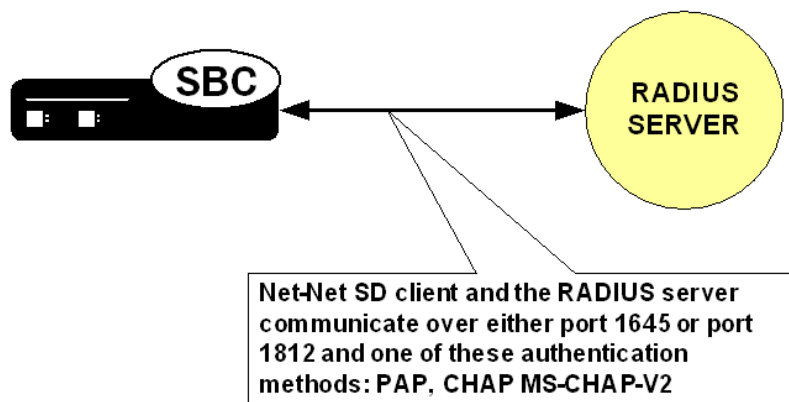 SBC
RADIUS
SERVER
Net-Net SD client and the RADIUS server
communicate over either port 1645 or port
1812 and one of these authentication
methods: PAP, CHAP MS-CHAP-V2